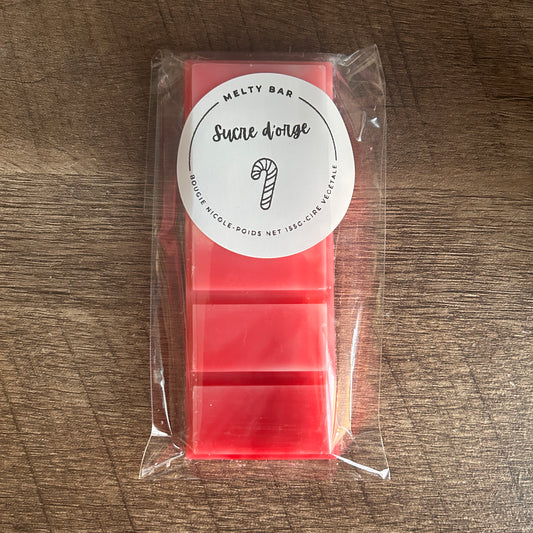 MELTY BAR
Sucre d'orge
BOUGIE NICOLE-POIDS NET 155G-CIRE VÉGÉTALE